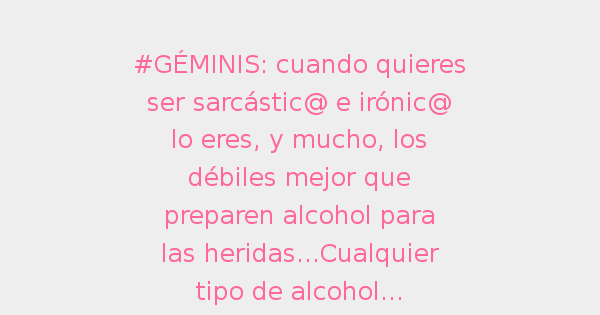 #GÉMINIS: cuando quieres
ser sarcástic@ e irónic@
lo eres, y mucho, los
débiles mejor que
preparen alcohol para
las heridas...Cualquier
tipo de alcohol...